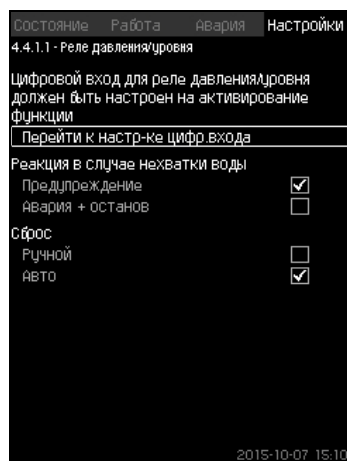 Состояние Работа Авария Настройки
4.4.1.1 - Реле давления/уровня
Цифровой вход для реле давления/уровня
должен быть настроен на активирование
функции
Перейти к настр-ке цифр.входа
Реакция в случае нехватки воды
Предупреждение
Авария + останов
Сброс
Ручной
Авто
2015-10-07 15:10